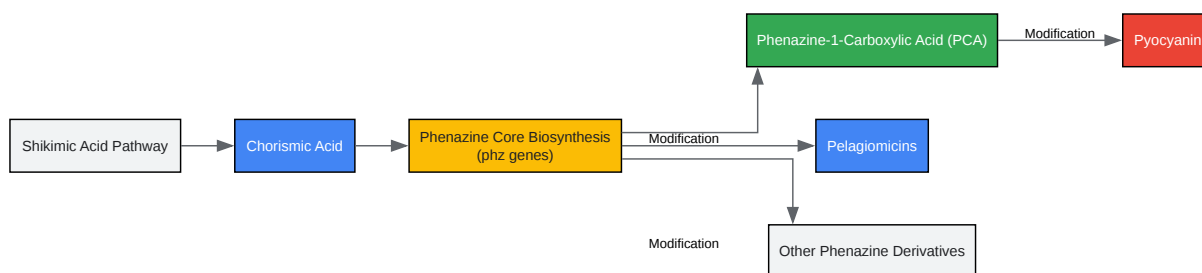 Phenazine-1-Carboxylic Acid (PCA)
Modification
Pyocyanin
Shikimic Acid Pathway
Chorismic Acid
Phenazine Core Biosynthesis
(phz genes)
Modification
Pelagiomicins
Modification
Other Phenazine Derivatives